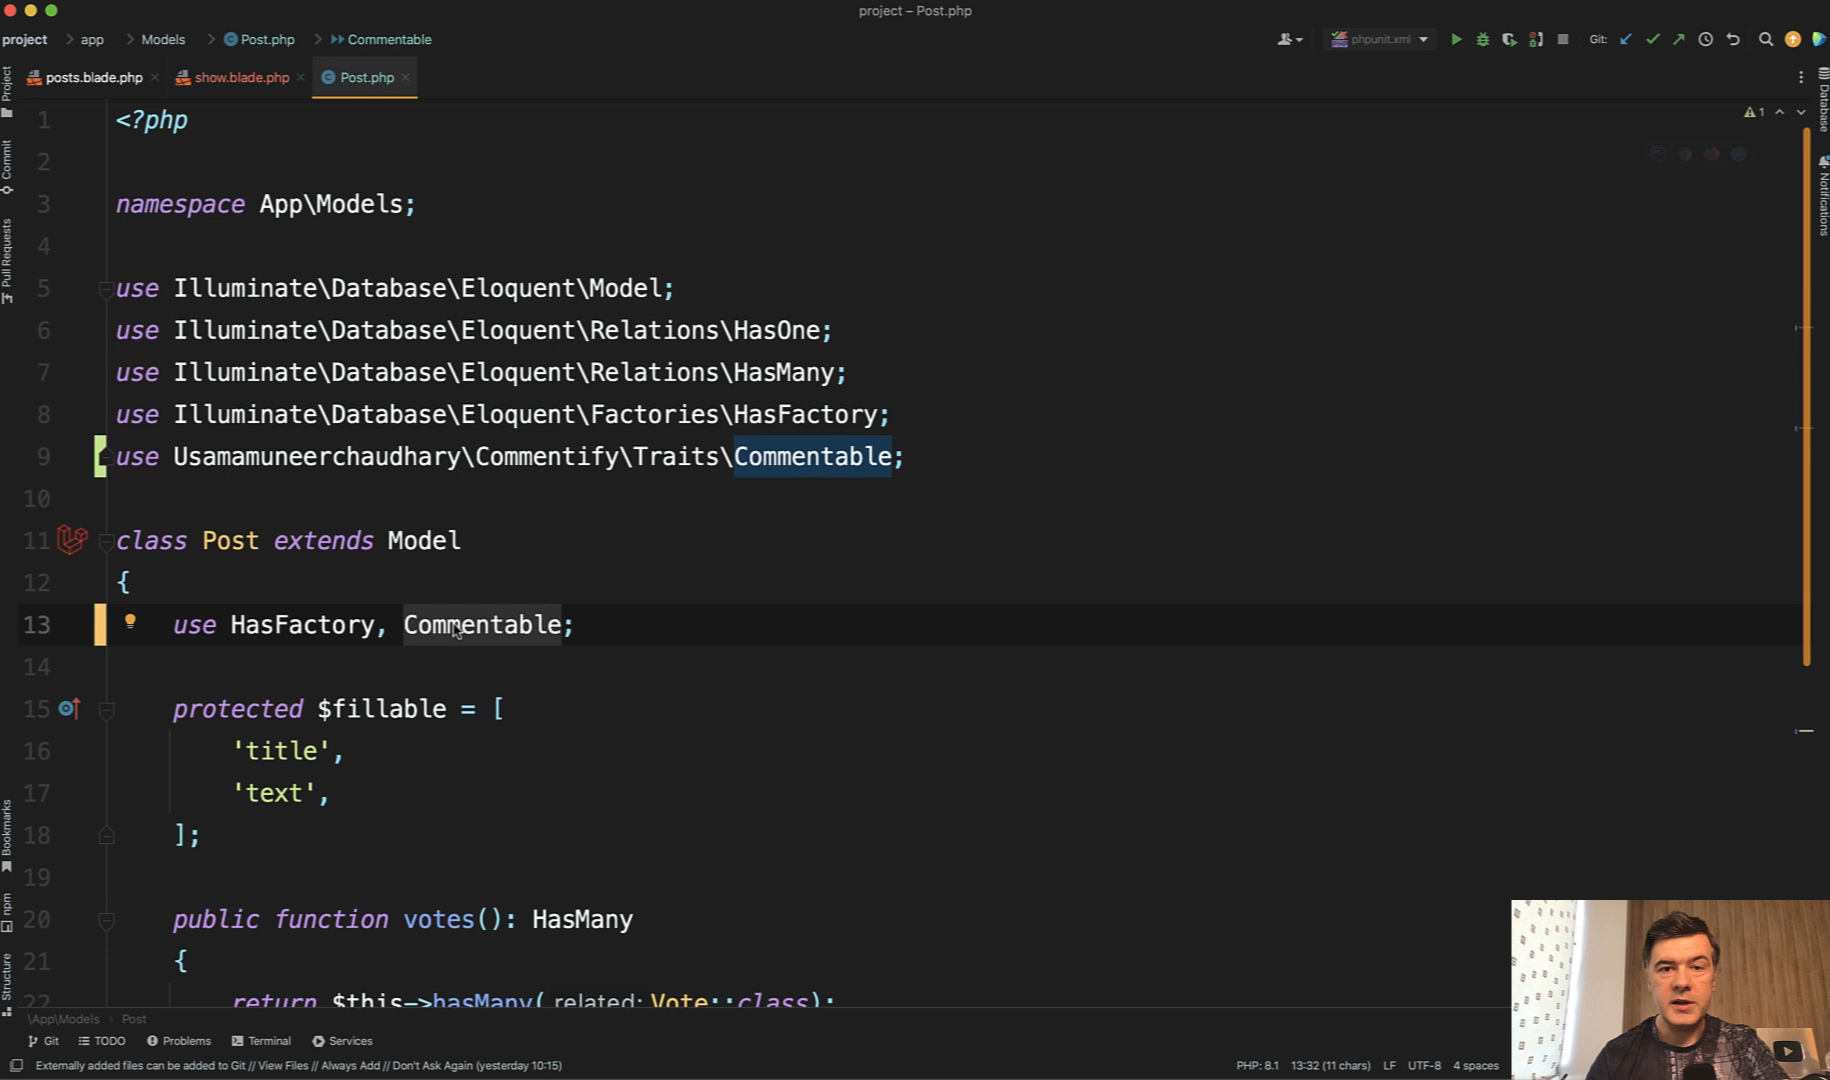 project – Post.php
project app Models Post.php Commentable
phpunit.xml Git:
posts.blade.php show.blade.php Post.php
1 <?php
1
2
3 namespace App\Models;
4
5 use Illuminate\Database\Eloquent\Model;
6 use Illuminate\Database\Eloquent\Relations\HasOne;
7 use Illuminate\Database\Eloquent\Relations\HasMany;
8 use Illuminate\Database\Eloquent\Factories\HasFactory;
9 use Usamamuneerchaudhary\Commentify\Traits\Commentable;
10
11 class Post extends Model
12 {
13 use HasFactory, Commentable;
14
15 protected $fillable = [
16 'title',
17 'text',
18 ];
19
20 public function votes(): HasMany
21 {
22 return $this->hasMany( related: Vote::class);
Project
Commit
Pull Requests
Bookmarks
npm
Structure
Database
Notifications
\App\Models Post
Git TODO Problems Terminal Services
Externally added files can be added to Git // View Files // Always Add // Don't Ask Again (yesterday 10:15) PHP: 8.1 13:32 (11 chars) LF UTF-8 4 spaces